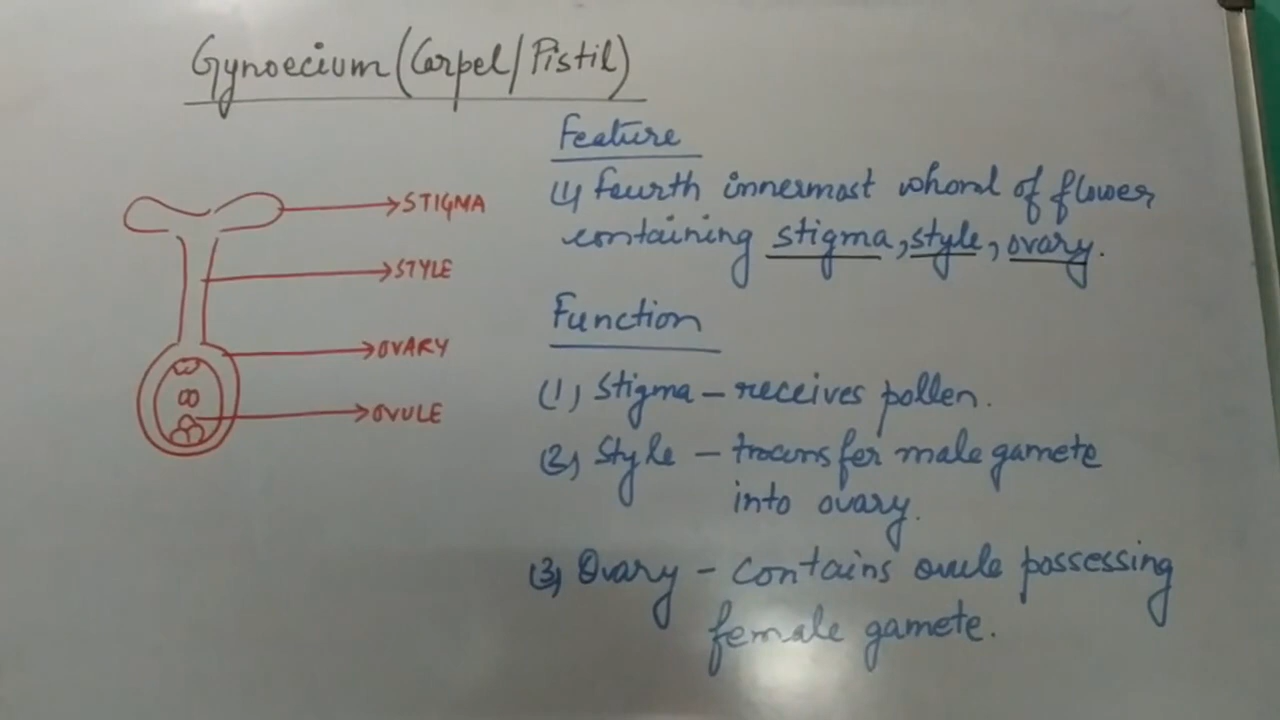 Gynoecium (Carpel/Pistil)
STIGMA
STYLE
OVARY
OVULE
Feature
(1) Fourth innermost whoral of flower
containing stigma, style, ovary.
Function
(1) Stigma – receives pollen.
(2) Style – transfer male gamete
into ovary.
(3) Ovary – contains ovule possessing
female gamete.